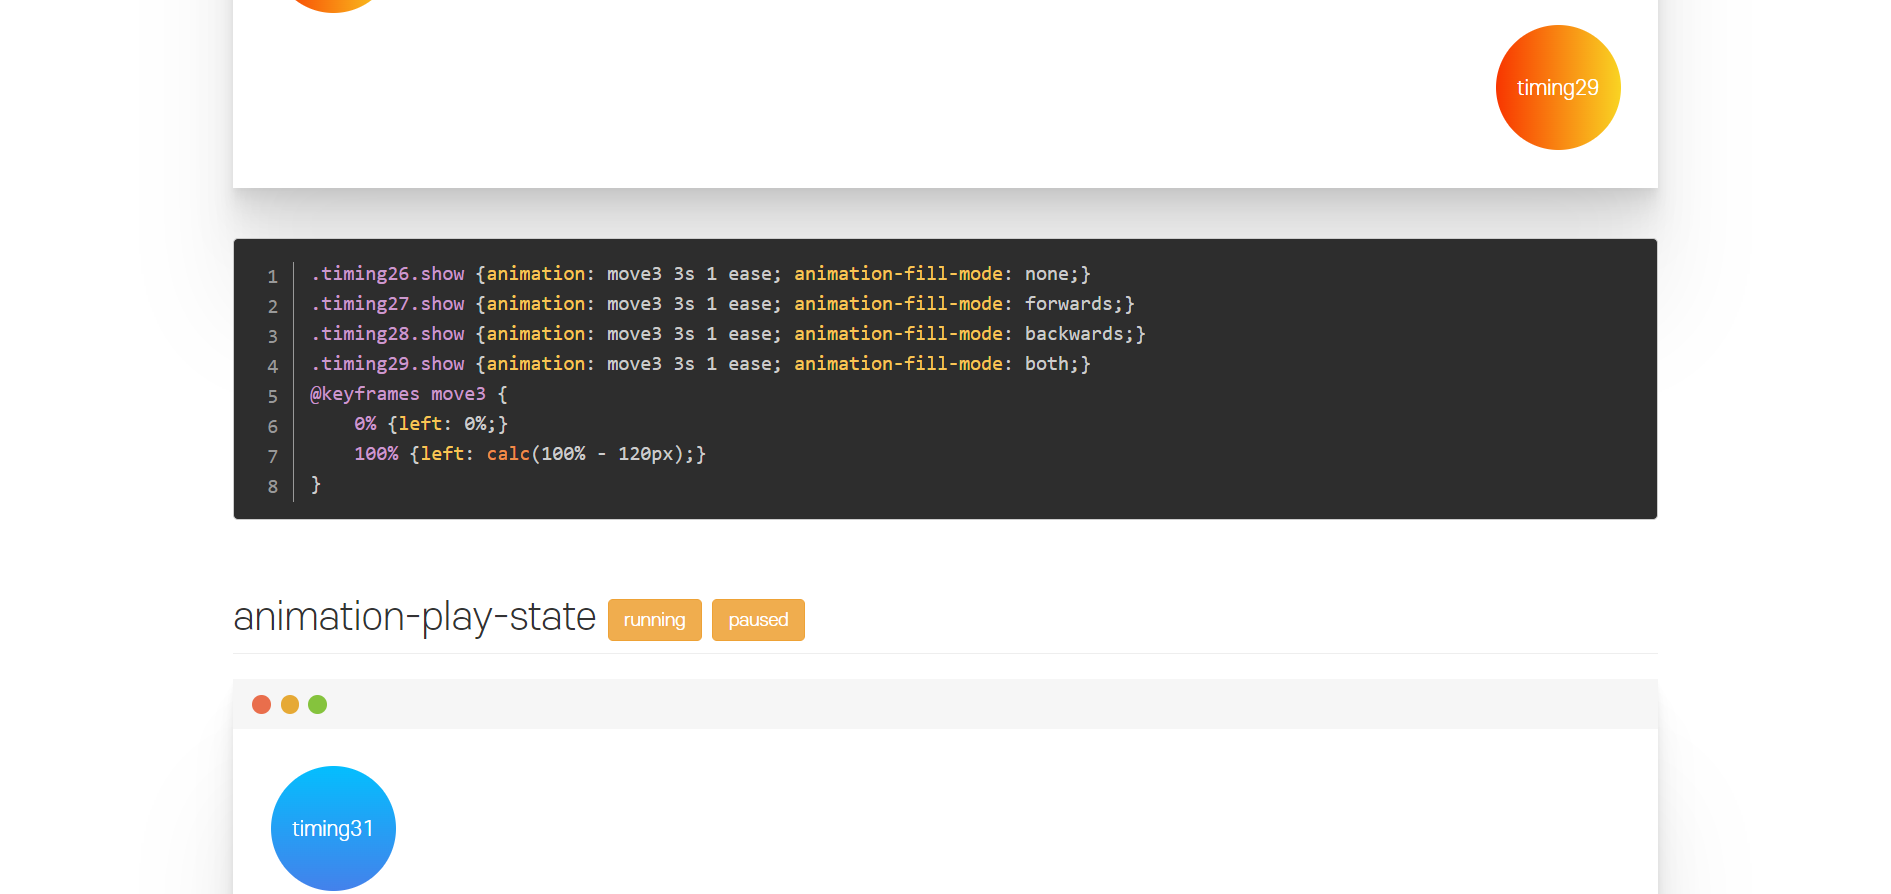 timing29
1 .timing26.show {animation: move3 3s 1 ease; animation-fill-mode: none;}
2 .timing27.show {animation: move3 3s 1 ease; animation-fill-mode: forwards;}
3 .timing28.show {animation: move3 3s 1 ease; animation-fill-mode: backwards;}
4 .timing29.show {animation: move3 3s 1 ease; animation-fill-mode: both;}
5 @keyframes move3 {
6     0% {left: 0%;}
7     100% {left: calc(100% - 120px);}
8 }
animation-play-state running paused
timing31